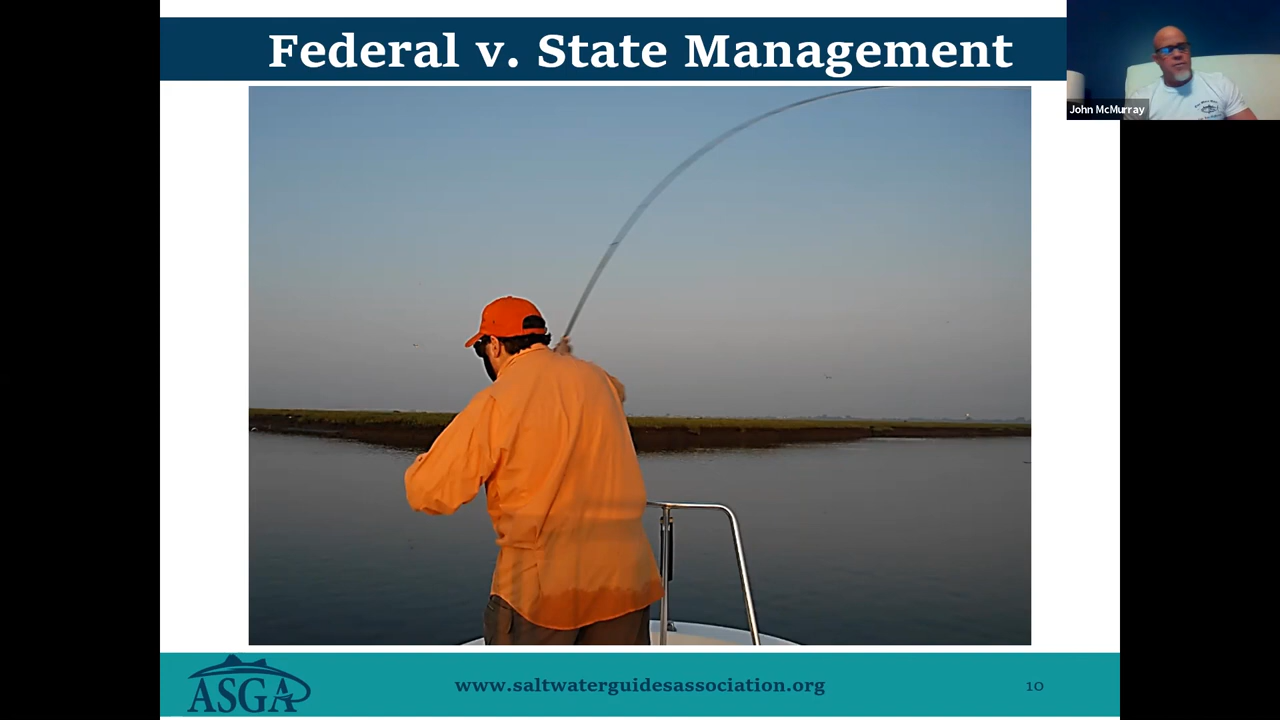 Federal v. State Management
John McMurray
ASGA
www.saltwaterguidesassociation.org
10